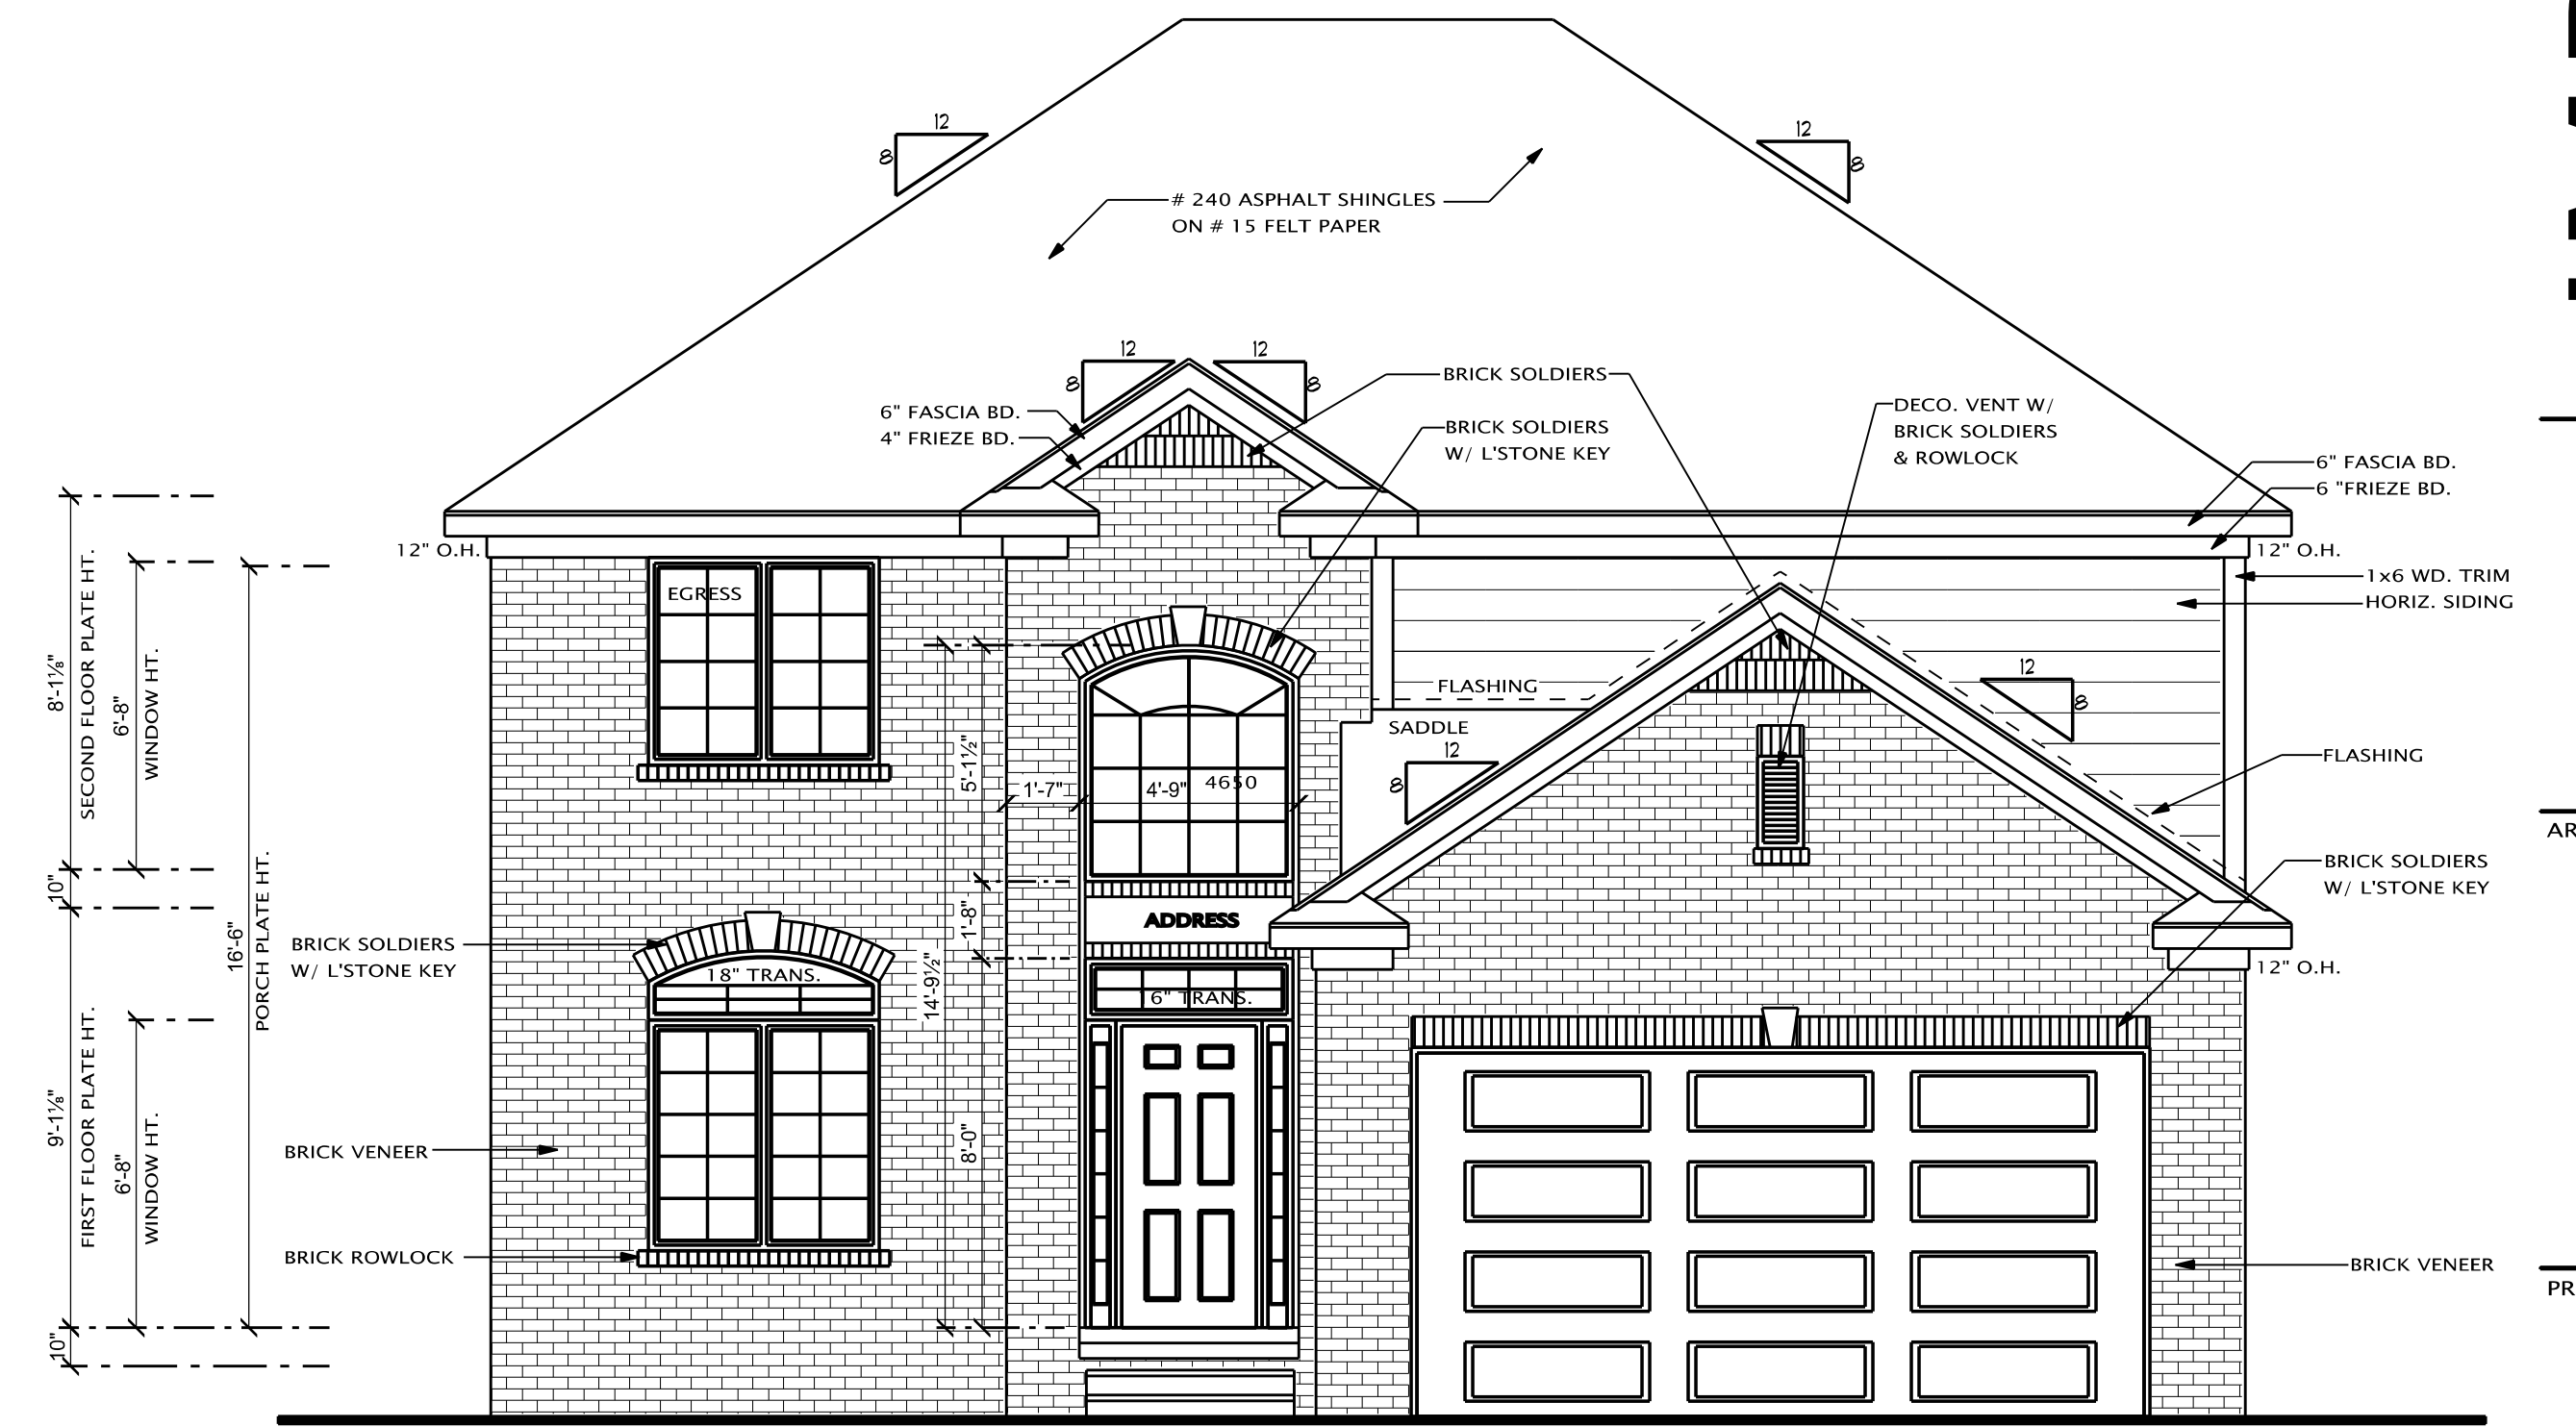 12
8
12
8
# 240 ASPHALT SHINGLES
ON # 15 FELT PAPER
12
8
12
8
6" FASCIA BD.
4" FRIEZE BD.
BRICK SOLDIERS
BRICK SOLDIERS
W/ L'STONE KEY
DECO. VENT W/
BRICK SOLDIERS
& ROWLOCK
6" FASCIA BD.
6 "FRIEZE BD.
12" O.H.
12" O.H.
1x6 WD. TRIM
HORIZ. SIDING
EGRESS
8'-1⅛"
SECOND FLOOR PLATE HT.
6'-8"
WINDOW HT.
FLASHING
SADDLE
12
8
12
8
FLASHING
5'-1½"
1'-7"
4'-9"
4650
10"
16'-6"
PORCH PLATE HT.
BRICK SOLDIERS
W/ L'STONE KEY
BRICK SOLDIERS
W/ L'STONE KEY
ADDRESS
1'-8"
14'-9½"
18" TRANS.
16" TRANS.
12" O.H.
9'-1⅛"
FIRST FLOOR PLATE HT.
6'-8"
WINDOW HT.
8'-0"
BRICK VENEER
BRICK ROWLOCK
BRICK VENEER
10"
AR
PR